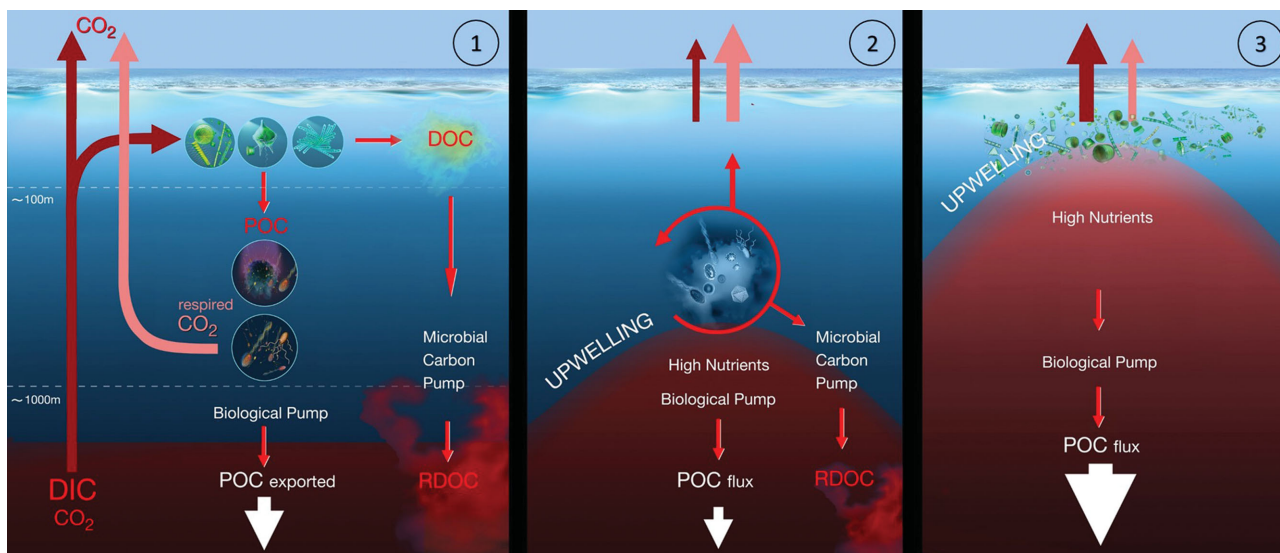 CO₂
1
DOC
~100m
POC
respired
CO₂
Microbial
Carbon
Pump
~1000m
Biological Pump
DIC
CO₂
POC exported
RDOC
2
UPWELLING
High Nutrients
Biological Pump
Microbial
Carbon
Pump
POC flux
RDOC
3
UPWELLING
High Nutrients
Biological Pump
POC flux